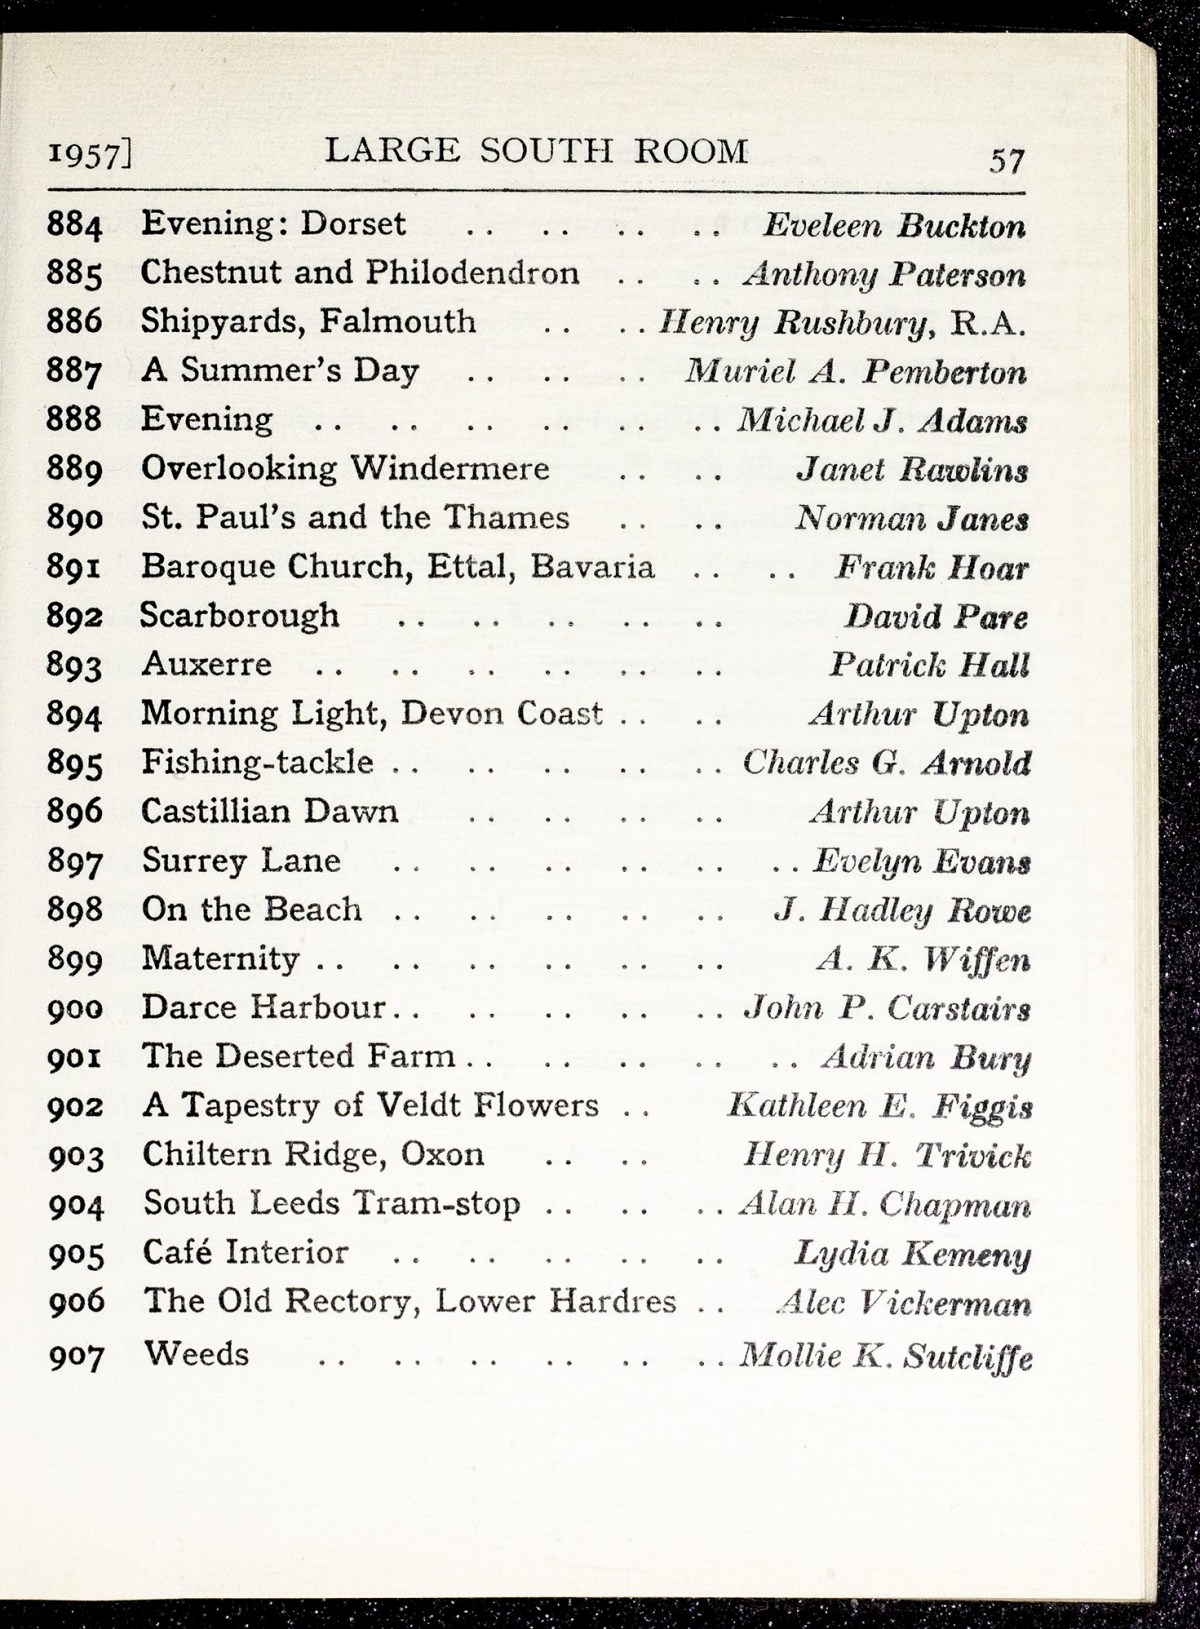 1957] LARGE SOUTH ROOM 57
884 Evening: Dorset .. .. .. .. Eveleen Buckton
885 Chestnut and Philodendron .. .. Anthony Paterson
886 Shipyards, Falmouth .. .. Henry Rushbury, R.A.
887 A Summer's Day .. .. .. Muriel A. Pemberton
888 Evening .. .. .. .. .. .. Michael J. Adams
889 Overlooking Windermere .. .. Janet Rawlins
890 St. Paul's and the Thames .. .. Norman Janes
891 Baroque Church, Ettal, Bavaria .. .. Frank Hoar
892 Scarborough .. .. .. .. .. David Pare
893 Auxerre .. .. .. .. .. .. Patrick Hall
894 Morning Light, Devon Coast .. .. Arthur Upton
895 Fishing-tackle .. .. .. .. .. Charles G. Arnold
896 Castillian Dawn .. .. .. .. Arthur Upton
897 Surrey Lane .. .. .. .. .. .. Evelyn Evans
898 On the Beach .. .. .. .. .. J. Hadley Rowe
899 Maternity .. .. .. .. .. .. A. K. Wiffen
900 Darce Harbour .. .. .. .. .. John P. Carstairs
901 The Deserted Farm .. .. .. .. .. Adrian Bury
902 A Tapestry of Veldt Flowers .. Kathleen E. Figgis
903 Chiltern Ridge, Oxon .. .. Henry H. Trivick
904 South Leeds Tram-stop .. .. .. Alan H. Chapman
905 Café Interior .. .. .. .. .. Lydia Kemeny
906 The Old Rectory, Lower Hardres .. Alec Vickerman
907 Weeds .. .. .. .. .. .. Mollie K. Sutcliffe